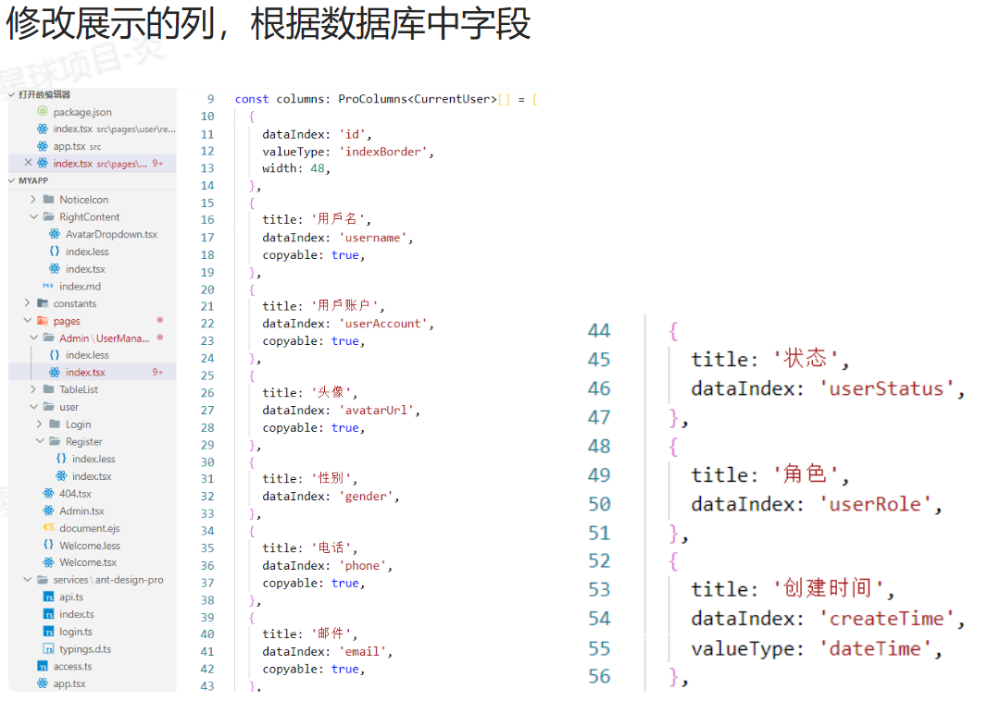 修改展示的列，根据数据库中字段
星球项目-炎
打开的编辑器
package.json
index.tsx src\pages\user\re...
app.tsx src
index.tsx src\pages\... 9+
MYAPP
NoticeIcon
RightContent
AvatarDropdown.tsx
index.less
index.tsx
index.md
constants
pages
Admin\UserMana...
index.less
index.tsx 9+
TableList
user
Login
Register
index.less
index.tsx
404.tsx
Admin.tsx
document.ejs
Welcome.less
Welcome.tsx
services\ant-design-pro
api.ts
index.ts
login.ts
typings.d.ts
access.ts
app.tsx
9 const columns: ProColumns<CurrentUser>[] = [
10 {
11 dataIndex: 'id',
12 valueType: 'indexBorder',
13 width: 48,
14 },
15 {
16 title: '用戶名',
17 dataIndex: 'username',
18 copyable: true,
19 },
20 {
21 title: '用戶账户',
22 dataIndex: 'userAccount',
23 copyable: true,
24 },
25 {
26 title: '头像',
27 dataIndex: 'avatarUrl',
28 copyable: true,
29 },
30 {
31 title: '性别',
32 dataIndex: 'gender',
33 },
34 {
35 title: '电话',
36 dataIndex: 'phone',
37 copyable: true,
38 },
39 {
40 title: '邮件',
41 dataIndex: 'email',
42 copyable: true,
43 },
44 {
45 title: '状态',
46 dataIndex: 'userStatus',
47 },
48 {
49 title: '角色',
50 dataIndex: 'userRole',
51 },
52 {
53 title: '创建时间',
54 dataIndex: 'createTime',
55 valueType: 'dateTime',
56 },